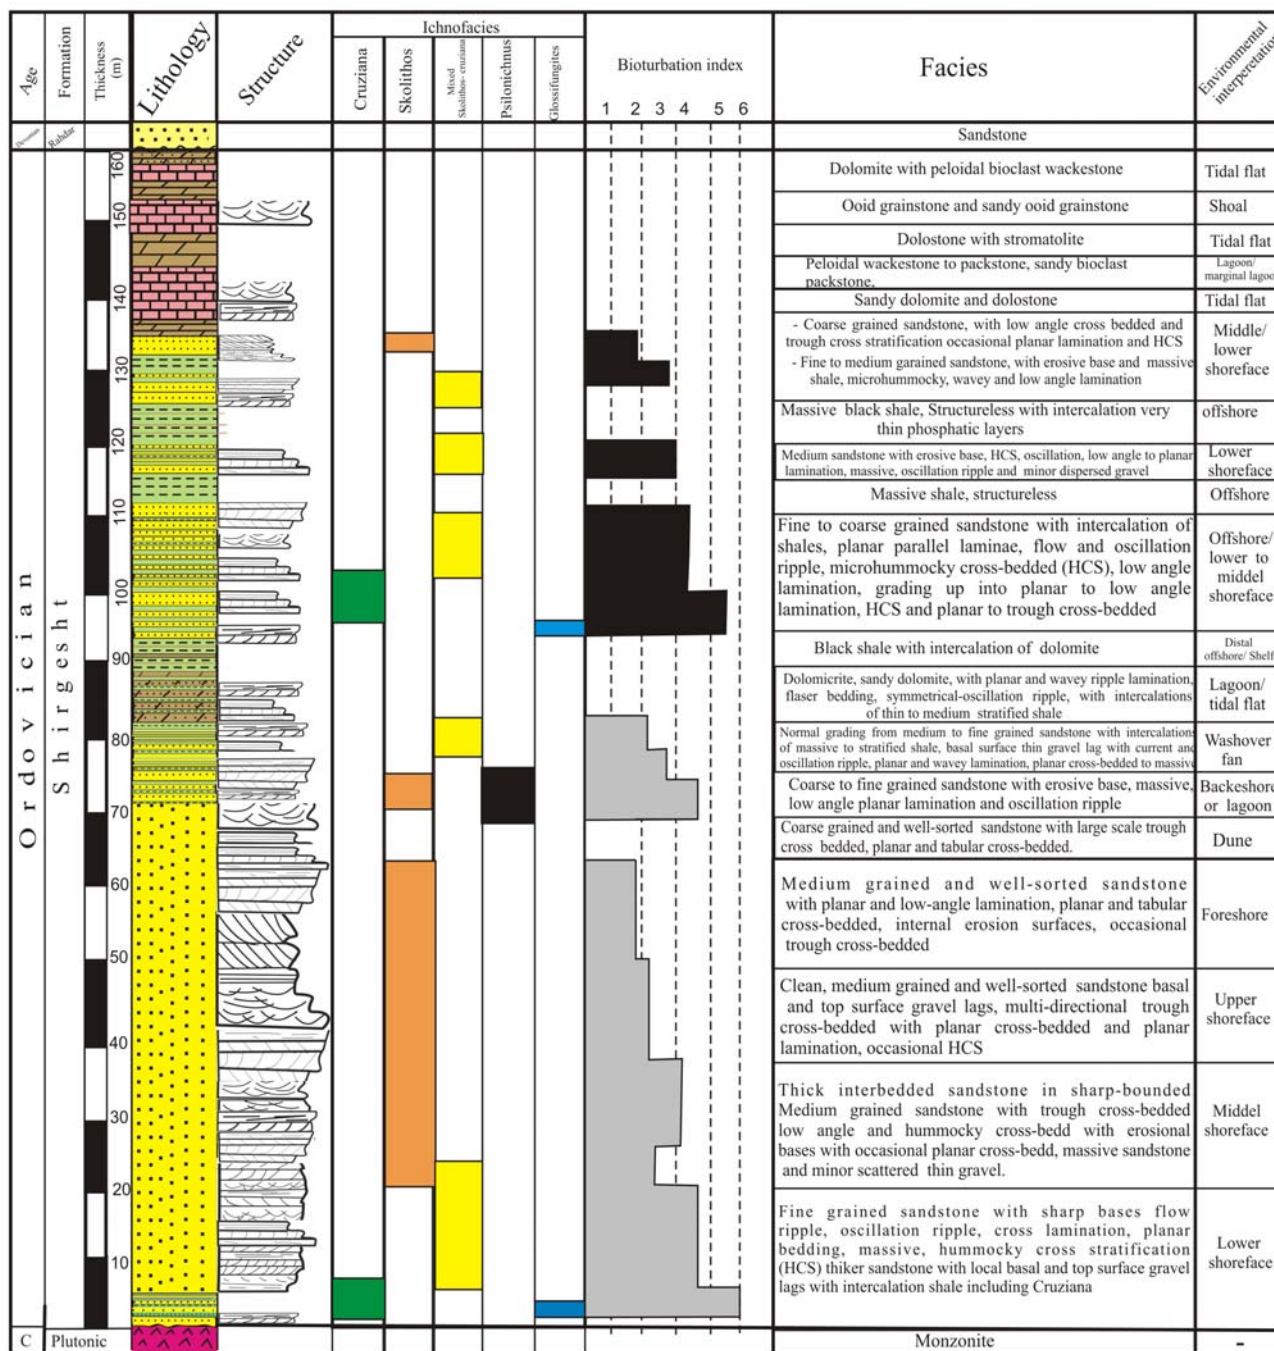 Age
Formation
Thickness
(m)
Lithology
Structure
Ichnofacies
Cruziana
Skolithos
Mixed
Skolithos- cruziana
Psilonichnus
Glossifungites
Bioturbation index
1 2 3 4 5 6
Facies
Environmental
interpretation
Devonian
Rahdar
Sandstone
Ordovician
Shirgesht
160
150
140
130
120
110
100
90
80
70
60
50
40
30
20
10
Dolomite with peloidal bioclast wackestone
Tidal flat
Ooid grainstone and sandy ooid grainstone
Shoal
Dolostone with stromatolite
Tidal flat
Peloidal wackestone to packstone, sandy bioclast
packstone,
Lagoon/
marginal lagoon
Sandy dolomite and dolostone
Tidal flat
- Coarse grained sandstone, with low angle cross bedded and
trough cross stratification occasional planar lamination and HCS
- Fine to medium garained sandstone, with erosive base and massive
shale, microhummocky, wavey and low angle lamination
Middle/
lower
shoreface
Massive black shale, Structureless with intercalation very
thin phosphatic layers
offshore
Medium sandstone with erosive base, HCS, oscillation, low angle to planar
lamination, massive, oscillation ripple and minor dispersed gravel
Lower
shoreface
Massive shale, structureless
Offshore
Fine to coarse grained sandstone with intercalation of
shales, planar parallel laminae, flow and oscillation
ripple, microhummocky cross-bedded (HCS), low angle
lamination, grading up into planar to low angle
lamination, HCS and planar to trough cross-bedded
Offshore/
lower to
middel
shoreface
Black shale with intercalation of dolomite
Distal
offshore/ Shelf
Dolomicrite, sandy dolomite, with planar and wavey ripple lamination,
flaser bedding, symmetrical-oscillation ripple, with intercalations
of thin to medium stratified shale
Lagoon/
tidal flat
Normal grading from medium to fine grained sandstone with intercalations
of massive to stratified shale, basal surface thin gravel lag with current and
oscillation ripple, planar and wavey lamination, planar cross-bedded to massive
Washover
fan
Coarse to fine grained sandstone with erosive base, massive,
low angle planar lamination and oscillation ripple
Backeshore
or lagoon
Coarse grained and well-sorted sandstone with large scale trough
cross bedded, planar and tabular cross-bedded.
Dune
Medium grained and well-sorted sandstone
with planar and low-angle lamination, planar and tabular
cross-bedded, internal erosion surfaces, occasional
trough cross-bedded
Foreshore
Clean, medium grained and well-sorted sandstone basal
and top surface gravel lags, multi-directional trough
cross-bedded with planar cross-bedded and planar
lamination, occasional HCS
Upper
shoreface
Thick interbedded sandstone in sharp-bounded
Medium grained sandstone with trough cross-bedded
low angle and hummocky cross-bedd with erosional
bases with occasional planar cross-bedd, massive sandstone
and minor scattered thin gravel.
Middel
shoreface
Fine grained sandstone with sharp bases flow
ripple, oscillation ripple, cross lamination, planar
bedding, massive, hummocky cross stratification
(HCS) thiker sandstone with local basal and top surface gravel
lags with intercalation shale including Cruziana
Lower
shoreface
C
Plutonic
Monzonite
-